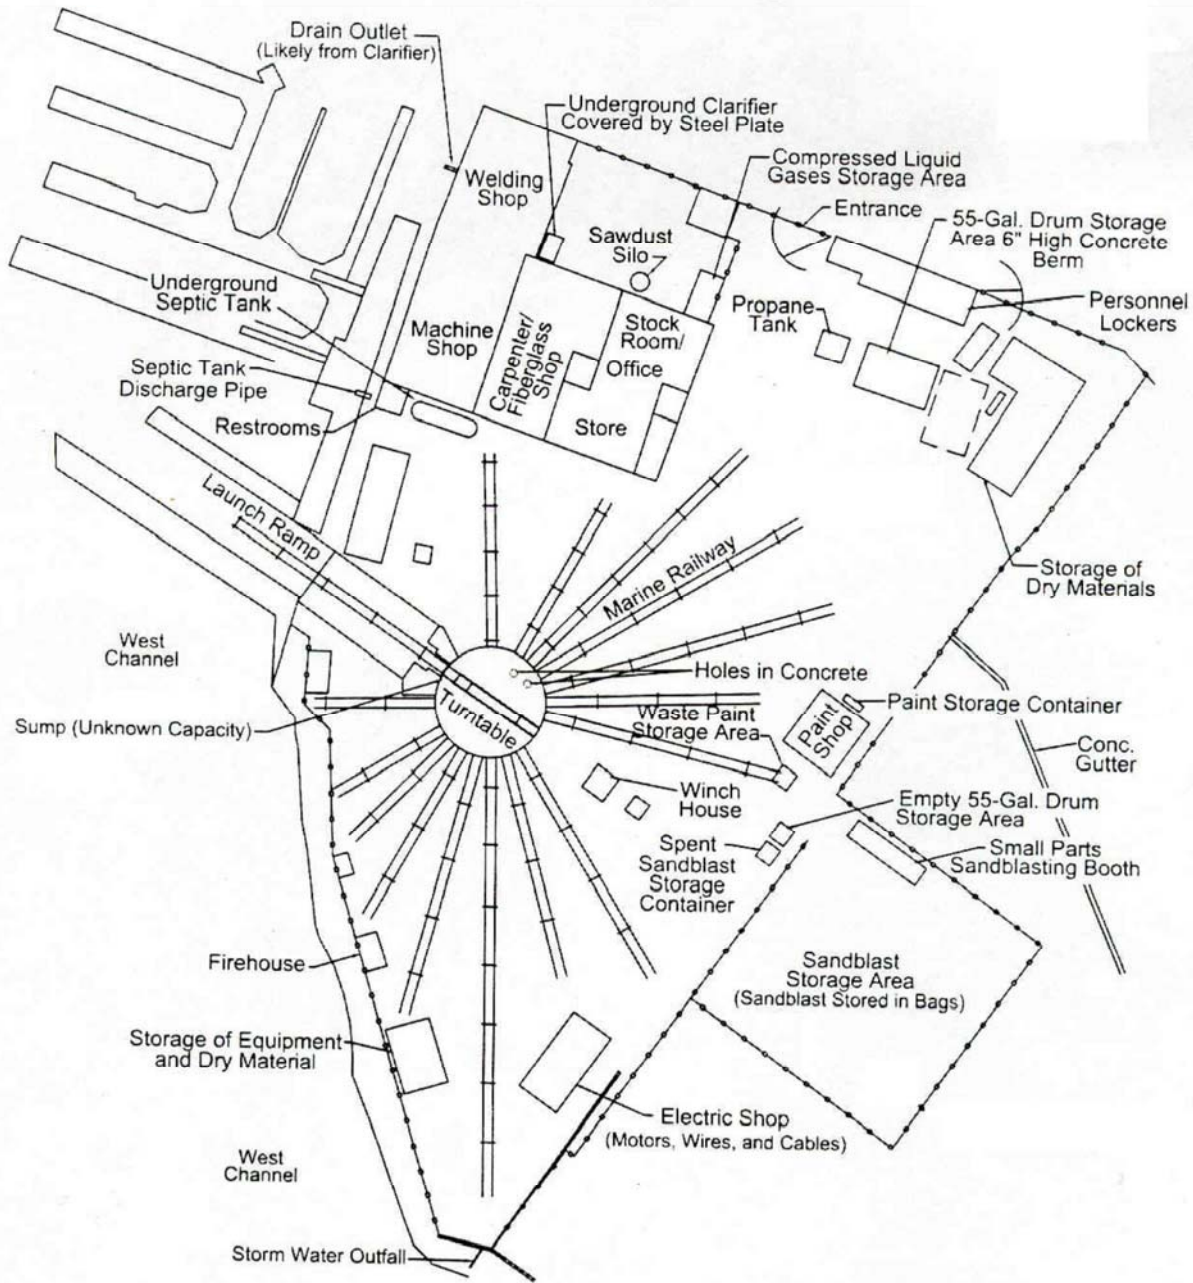 Drain Outlet
(Likely from Clarifier)
Underground Clarifier
Covered by Steel Plate
Compressed Liquid
Gases Storage Area
Welding
Shop
Entrance
55-Gal. Drum Storage
Area 6" High Concrete
Berm
Sawdust
Silo
Underground
Septic Tank
Propane
Tank
Personnel
Lockers
Machine
Shop
Carpenter/
Fiberglass
Shop
Stock
Room/
Office
Septic Tank
Discharge Pipe
Restrooms
Store
Launch Ramp
Marine Railway
Storage of
Dry Materials
West
Channel
Holes in Concrete
Sump (Unknown Capacity)
Turntable
Waste Paint
Storage Area
Paint
Shop
Paint Storage Container
Conc.
Gutter
Winch
House
Empty 55-Gal. Drum
Storage Area
Spent
Sandblast
Storage
Container
Small Parts
Sandblasting Booth
Firehouse
Sandblast
Storage Area
(Sandblast Stored in Bags)
Storage of Equipment
and Dry Material
Electric Shop
(Motors, Wires, and Cables)
West
Channel
Storm Water Outfall